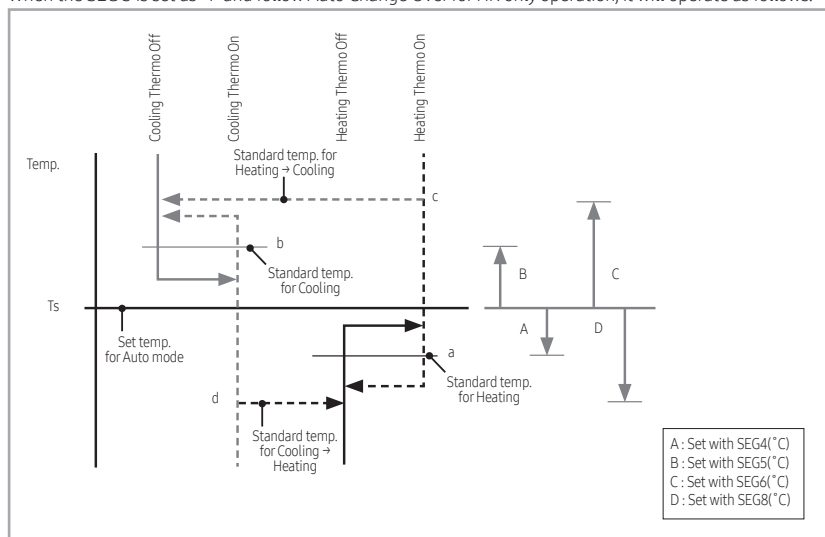 When the is set as and follow Auto Change Over for HR only operation, it will operate as follows.
Cooling Thermo Off
Cooling Thermo On
Heating Thermo Off
Heating Thermo On
Temp.
Standard temp. for
Heating → Cooling
c
b
Standard temp.
for Cooling
B
C
Ts
A
D
Set temp.
for Auto mode
a
Standard temp.
for Heating
d
Standard temp.
for Cooling →
Heating
A : Set with SEG4(˚C)
B : Set with SEG5(˚C)
C : Set with SEG6(˚C)
D : Set with SEG8(˚C)